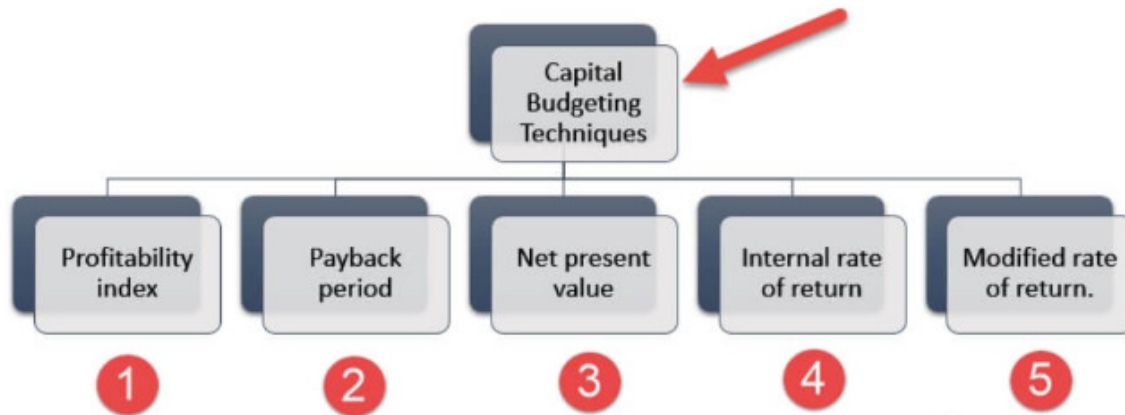 Capital
Budgeting
Techniques
Profitability
index
Payback
period
Net present
value
Internal rate
of return
Modified rate
of return.
1
2
3
4
5